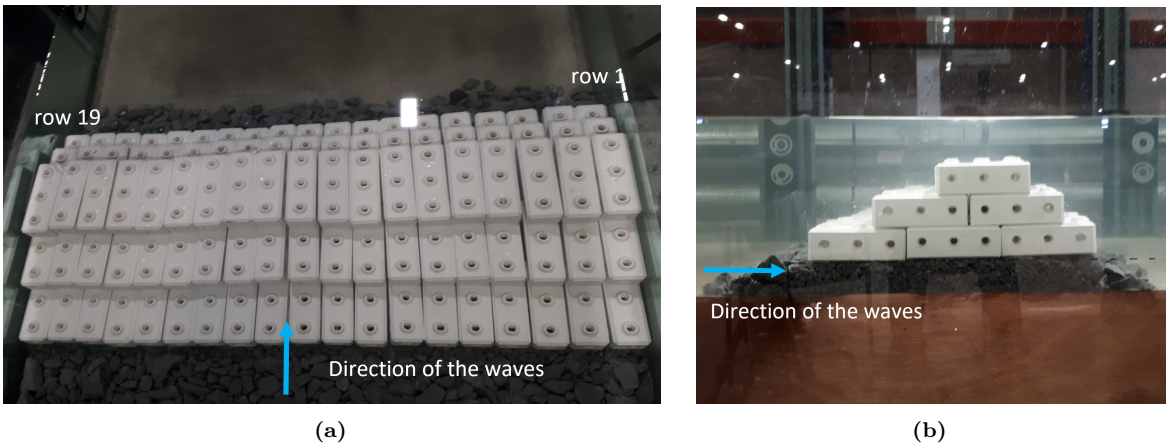 row 19
row 1
Direction of the waves
Direction of the waves
(a)
(b)